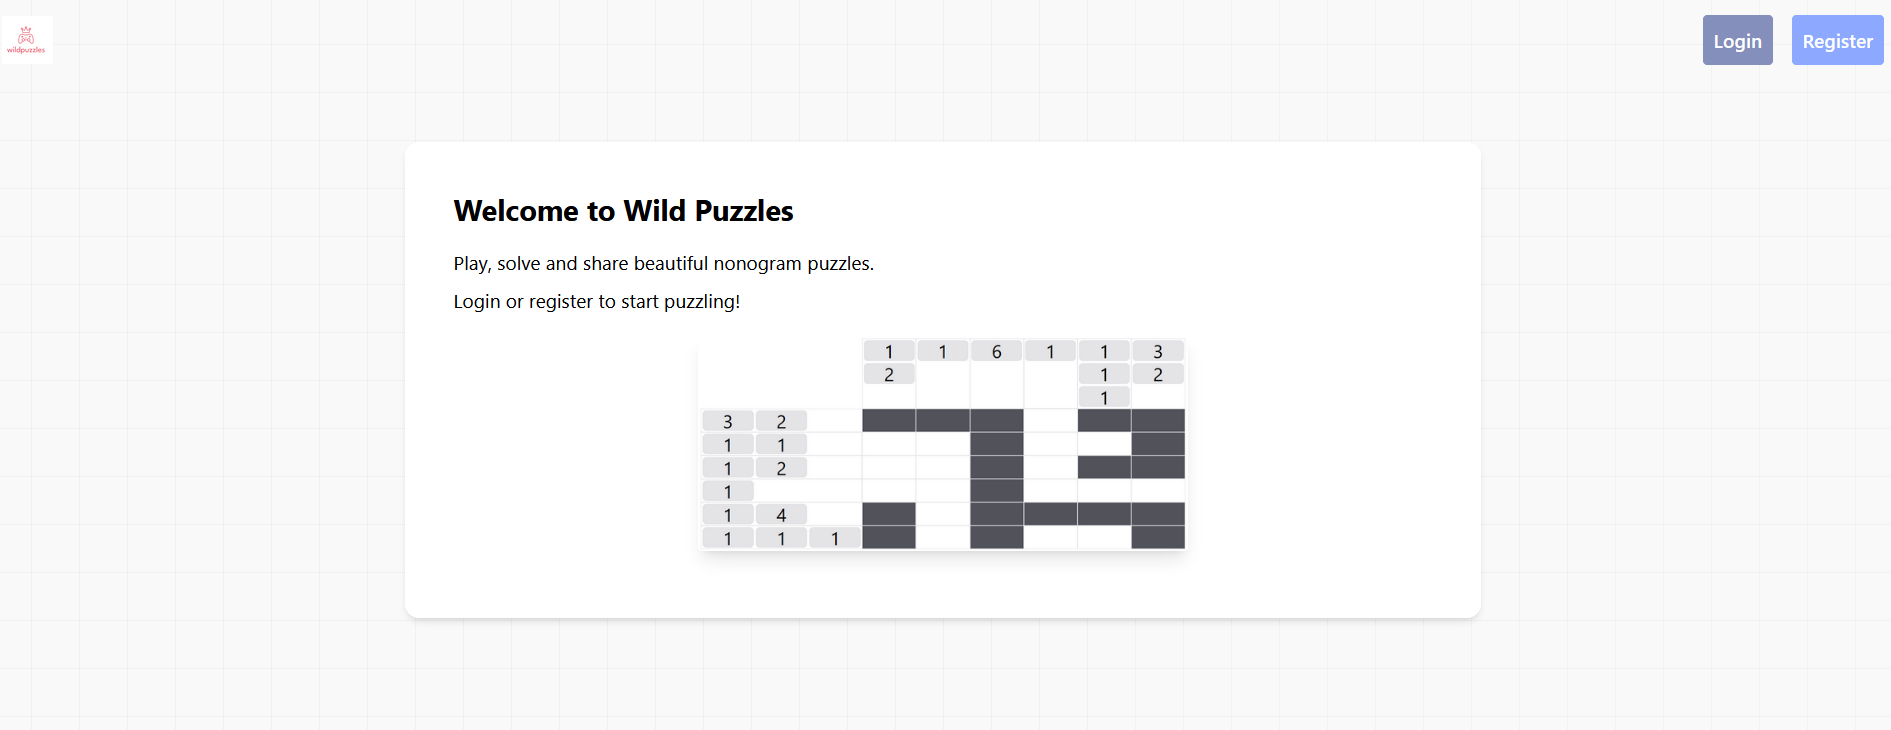 wildpuzzles
Login Register
Welcome to Wild Puzzles
Play, solve and share beautiful nonogram puzzles.
Login or register to start puzzling!
1 1 6 1 1 3
2 1 2
1
3 2
1 1
1 2
1
1 4
1 1 1